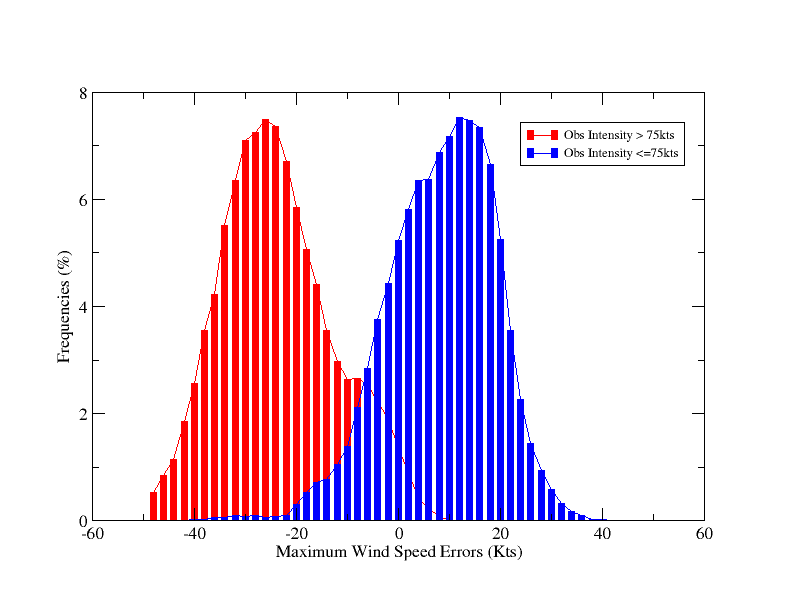 8
6
4
2
0
Frequencies (%)
Obs Intensity > 75kts
Obs Intensity <=75kts
-60 -40 -20 0 20 40 60
Maximum Wind Speed Errors (Kts)